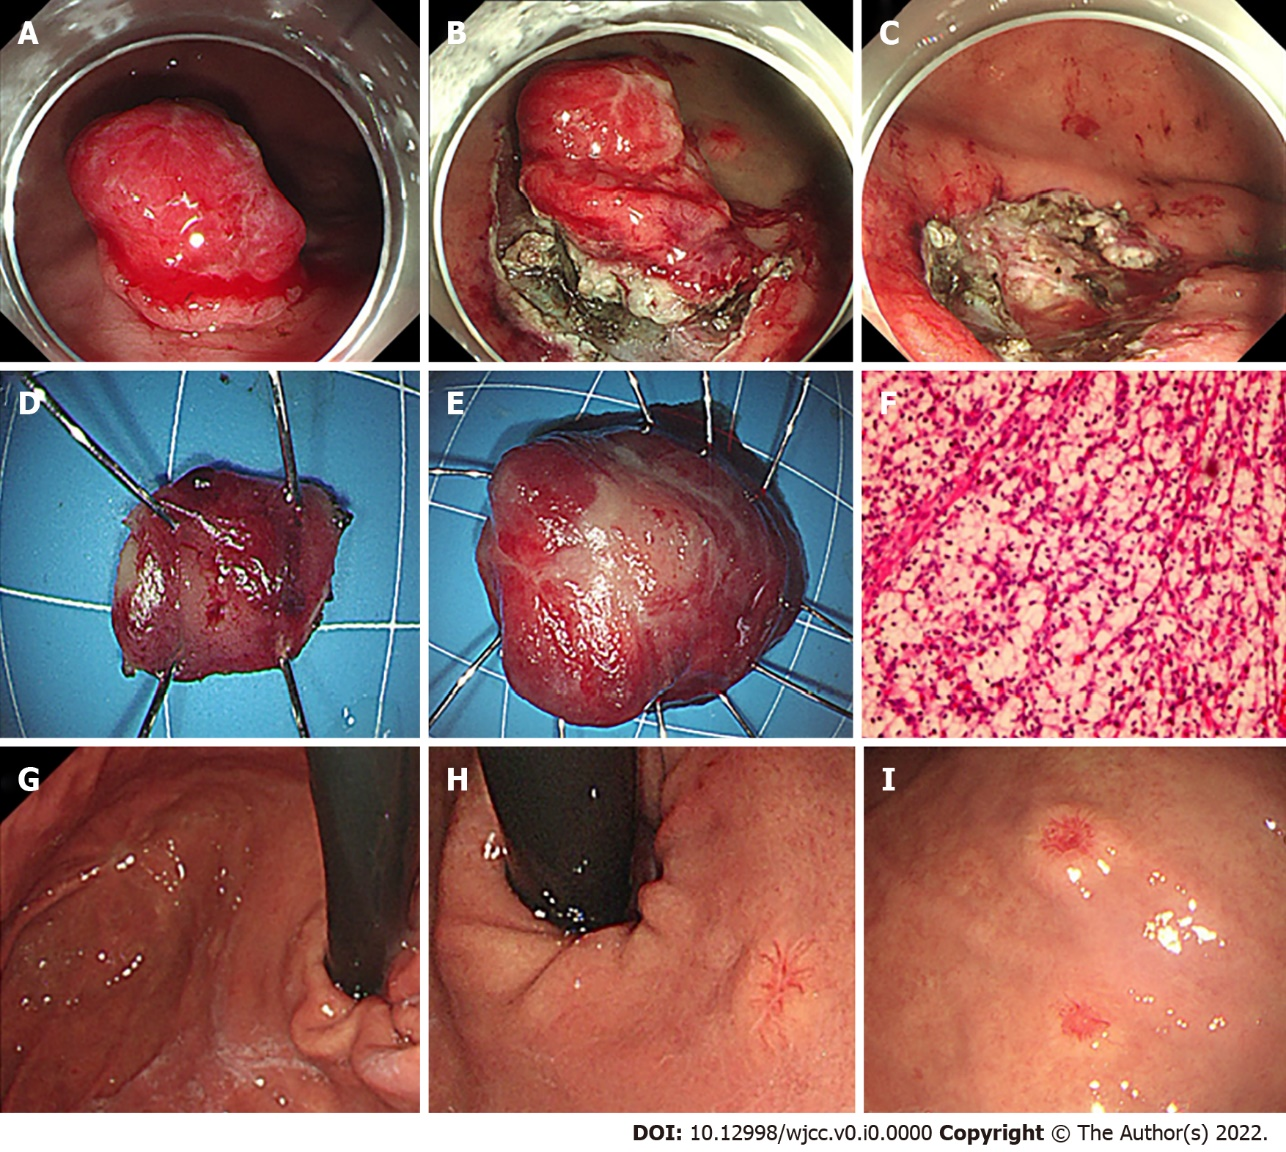 A
B
C
D
E
F
G
H
I
DOI: 10.12998/wjcc.v0.i0.0000 Copyright © The Author(s) 2022.